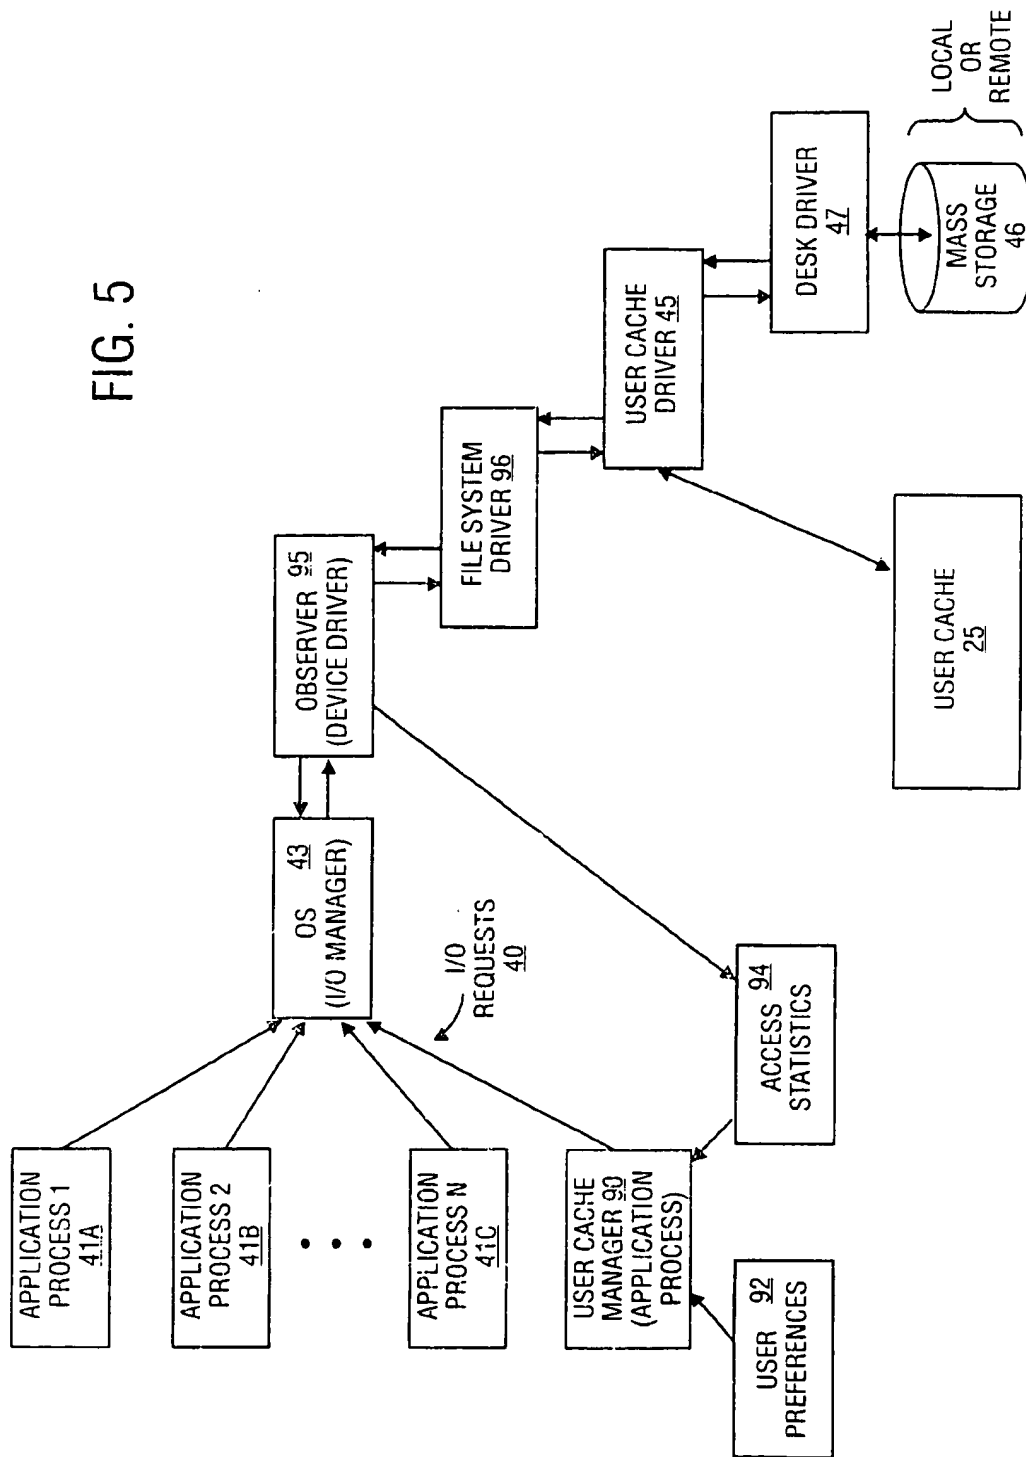 FIG. 5
APPLICATION
PROCESS 1
41A
APPLICATION
PROCESS 2
41B
APPLICATION
PROCESS N
41C
USER CACHE
MANAGER 90
(APPLICATION
PROCESS)
92
USER
PREFERENCES
OS 43
(I/O MANAGER)
I/O
REQUESTS
40
94
ACCESS
STATISTICS
OBSERVER 95
(DEVICE DRIVER)
FILE SYSTEM
DRIVER 96
USER CACHE
DRIVER 45
USER CACHE
25
DESK DRIVER
47
MASS
STORAGE
46
LOCAL
OR
REMOTE